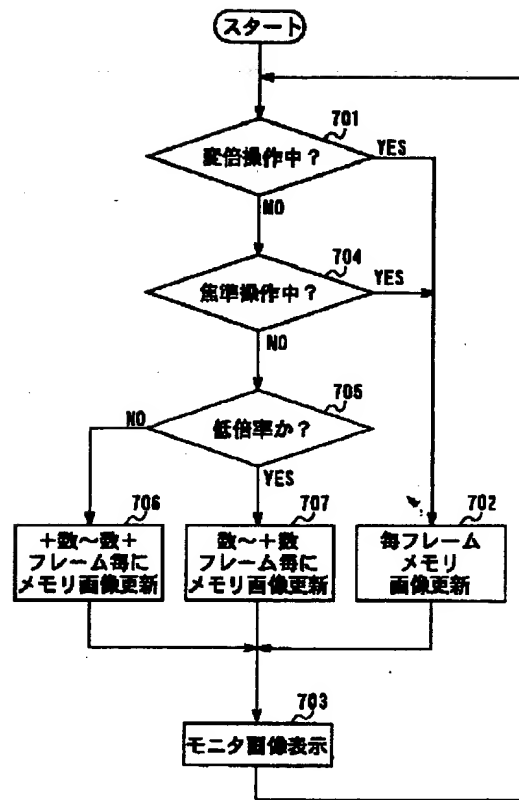 スタート
701
変倍操作中?
YES
NO
704
焦準操作中?
YES
NO
705
低倍率か?
NO
YES
706
+数~数+
フレーム毎に
メモリ画像更新
707
数~+数
フレーム毎に
メモリ画像更新
702
毎フレーム
メモリ
画像更新
703
モニタ画像表示